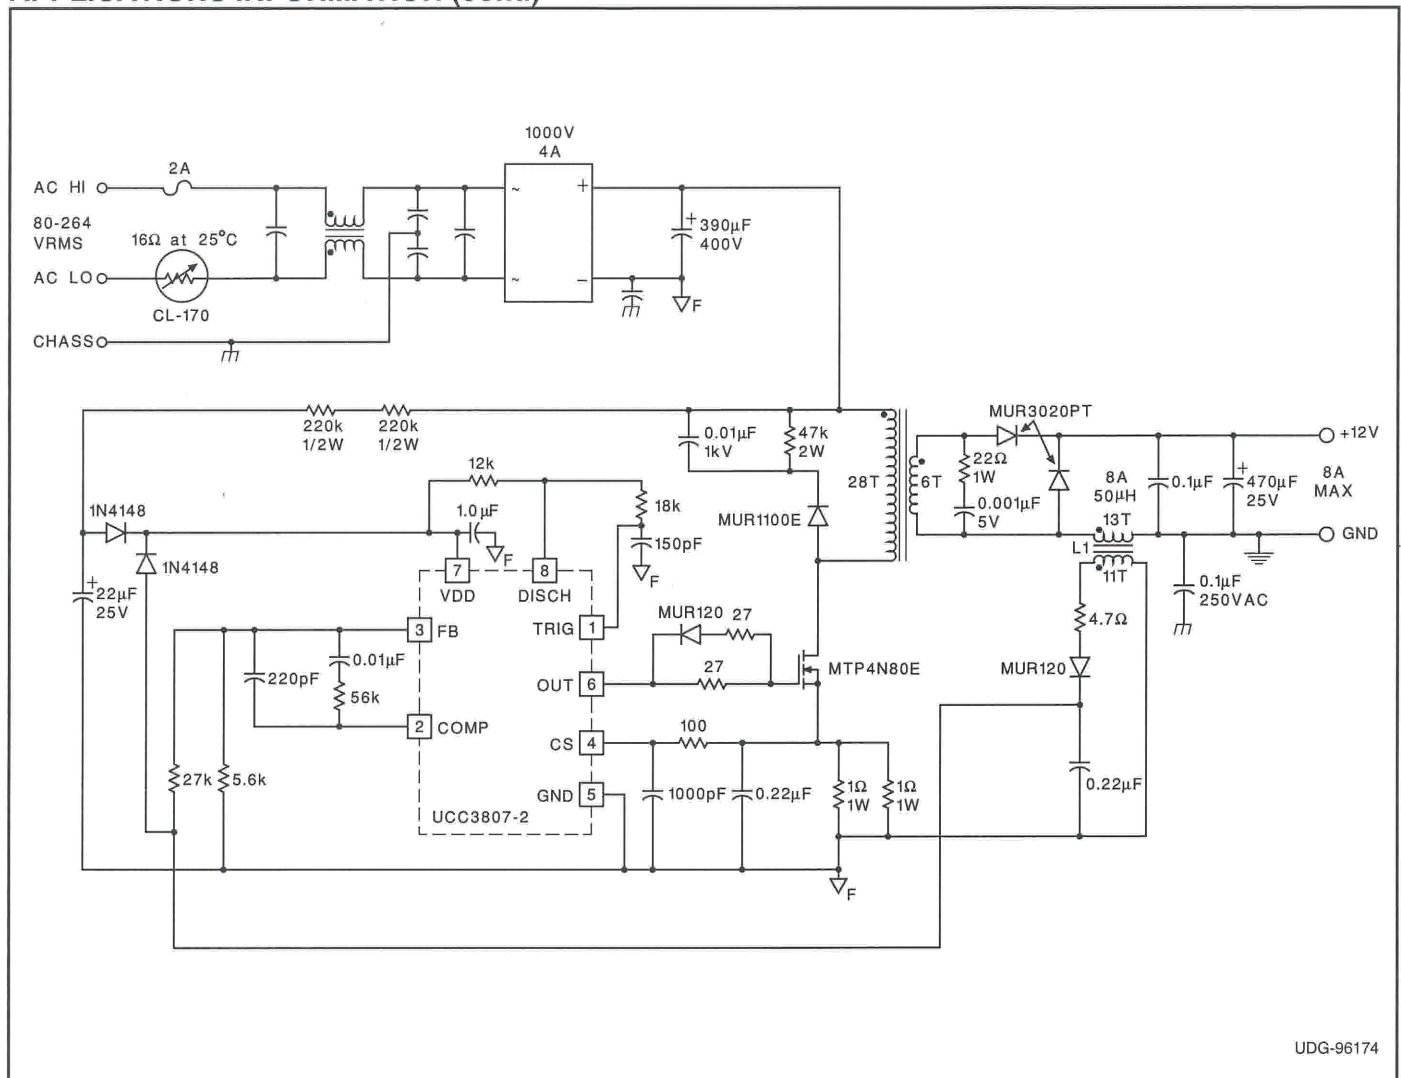 1000V
4A
2A
AC HI
~
+
80-264
VRMS
16Ω at 25°C
+
390µF
400V
AC LO
~
−
F
CL-170
CHASS
220k
1/2W
220k
1/2W
0.01µF
1kV
47k
2W
MUR3020PT
+12V
12k
28T
6T
22Ω
1W
8A
50µH
0.1µF
+
470µF
25V
8A
MAX
1N4148
1.0µF
18k
MUR1100E
0.001µF
5V
13T
GND
F
150pF
L1
1N4148
F
11T
+
22µF
25V
7
VDD
8
DISCH
0.1µF
250VAC
3
FB
TRIG
1
MUR120
27
4.7Ω
0.01µF
220pF
56k
OUT
6
27
MTP4N80E
MUR120
2
COMP
CS
4
100
27k
5.6k
GND
5
1000pF
0.22µF
1Ω
1W
1Ω
1W
0.22µF
UCC3807-2
F
UDG-96174